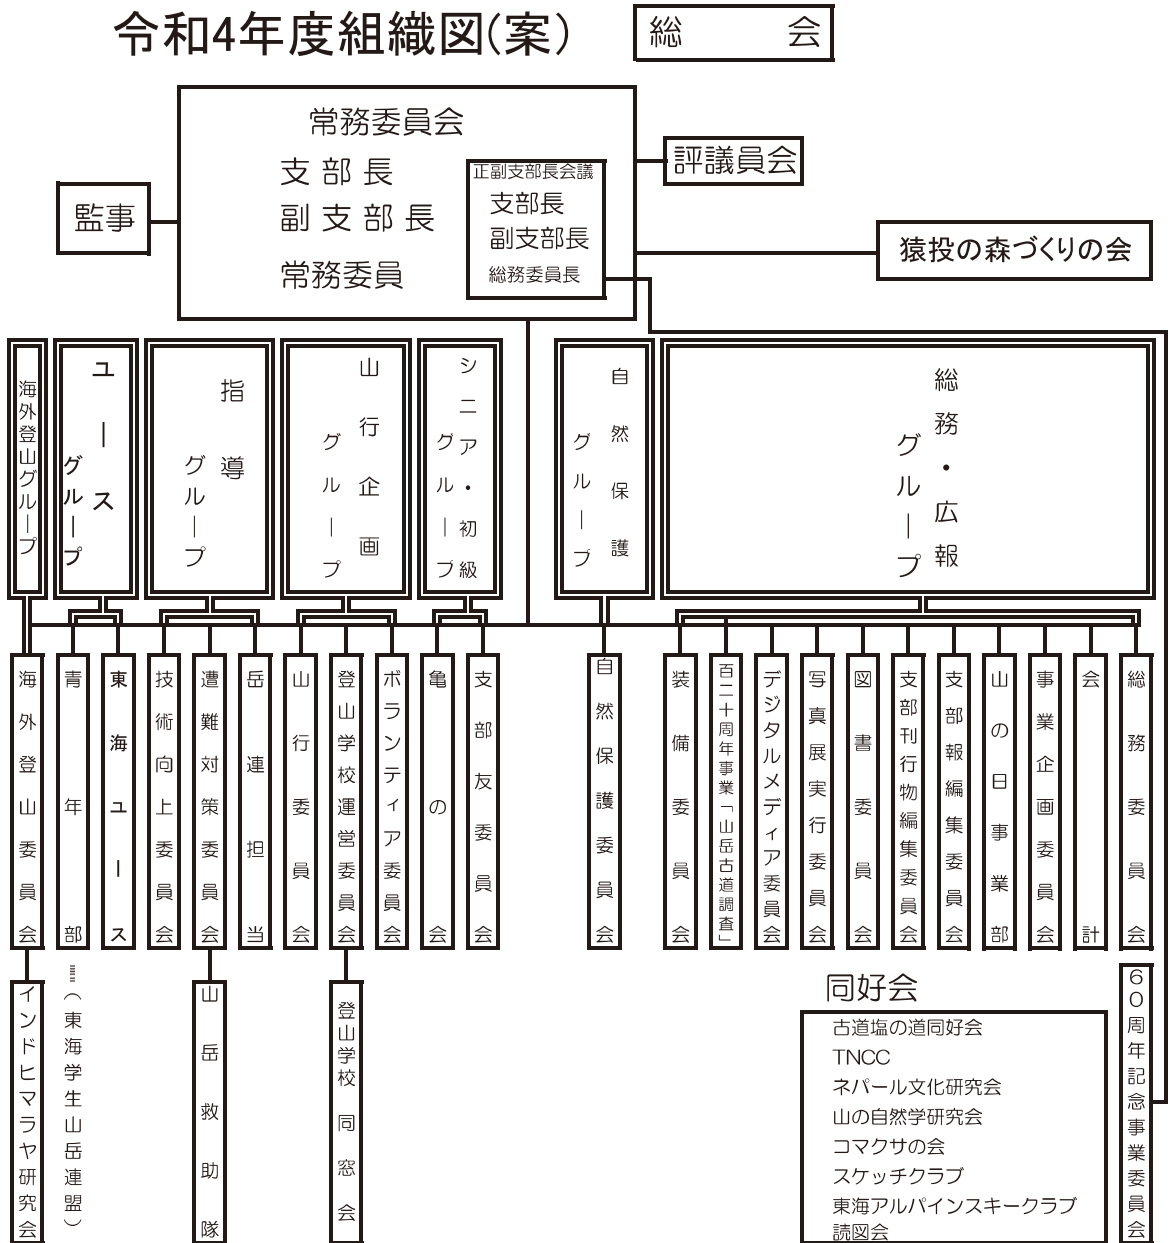 令和4年度組織図(案)
総会
常務委員会
支部長
副支部長
常務委員
正副支部長会議
支部長
副支部長
総務委員長
評議員会
監事
猿投の森づくりの会
海外登山グループ
ユース
グループ
指導
グループ
山行企画
グループ
シニア・初級
グループ
自然保護
グループ
総務・広報
グループ
海外登山委員会
青年部
東海ユース
技術向上委員会
遭難対策委員会
岳連担当
山行委員会
登山学校運営委員会
ボランティア委員会
亀の会
支部友委員会
自然保護委員会
装備委員会
百二十周年事業「山岳古道調査」
デジタルメディア委員会
写真展実行委員会
図書委員会
支部刊行物編集委員会
支部報編集委員会
山の日事業部
事業企画委員会
会計
総務委員会
インドヒマラヤ研究会
(東海学生山岳連盟)
山岳救助隊
登山学校同窓会
同好会
古道塩の道同好会
TNCC
ネパール文化研究会
山の自然学研究会
コマクサの会
スケッチクラブ
東海アルパインスキークラブ
読図会
60周年記念事業委員会